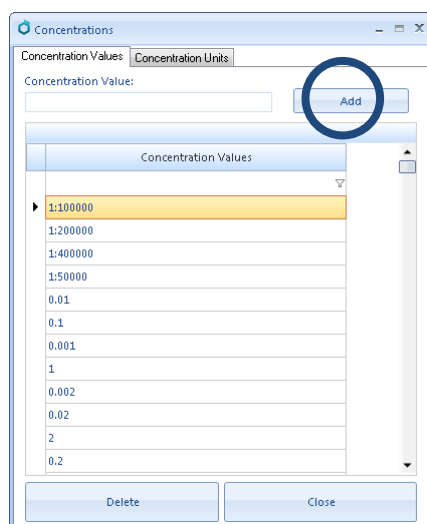 Concentrations
Concentration Values Concentration Units
Concentration Value:
Add
Concentration Values
1:100000
1:200000
1:400000
1:50000
0.01
0.1
0.001
1
0.002
0.02
2
0.2
Delete Close